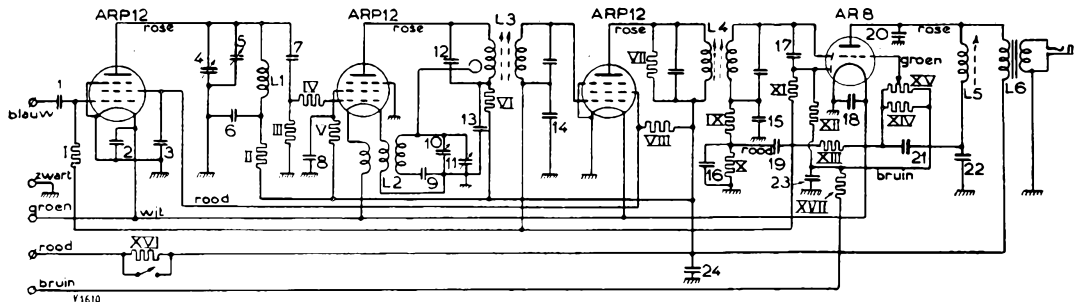 ARP12
ARP12
L3
ARP12
L4
AR8
rose
rose
rose
rose
20
4
5
7
12
VII
17
groen
1
L1
IV
XI
XV
L5
L6
blauw
XIV
I
2
3
6
III
V
VI
14
VIII
IX
15
XII
18
13
10
11
II
8
L2
9
rood
19
XIII
21
22
16
X
bruin
23
zwart
rood
XVII
groen
wit
rood
XVI
24
bruin
Y1610